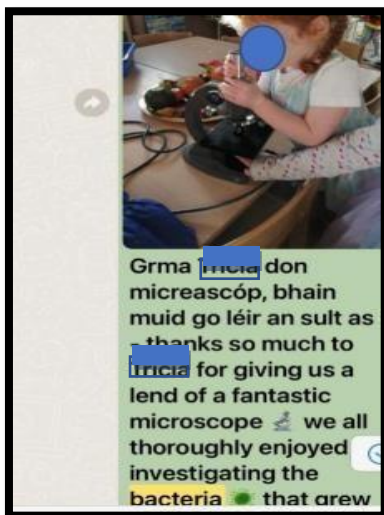 Grma don
micreascóp, bhain
muid go léir an sult as
- thanks so much to
for giving us a
lend of a fantastic
microscope 🔬 we all
thoroughly enjoyed
investigating the
bacteria 🦠 that grew